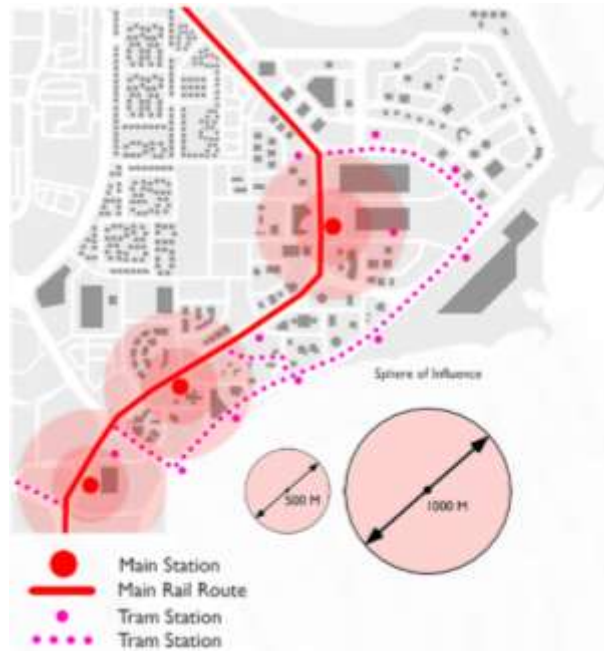 Sphere of Influence
500 M
1000 M
Main Station
Main Rail Route
Tram Station
Tram Station